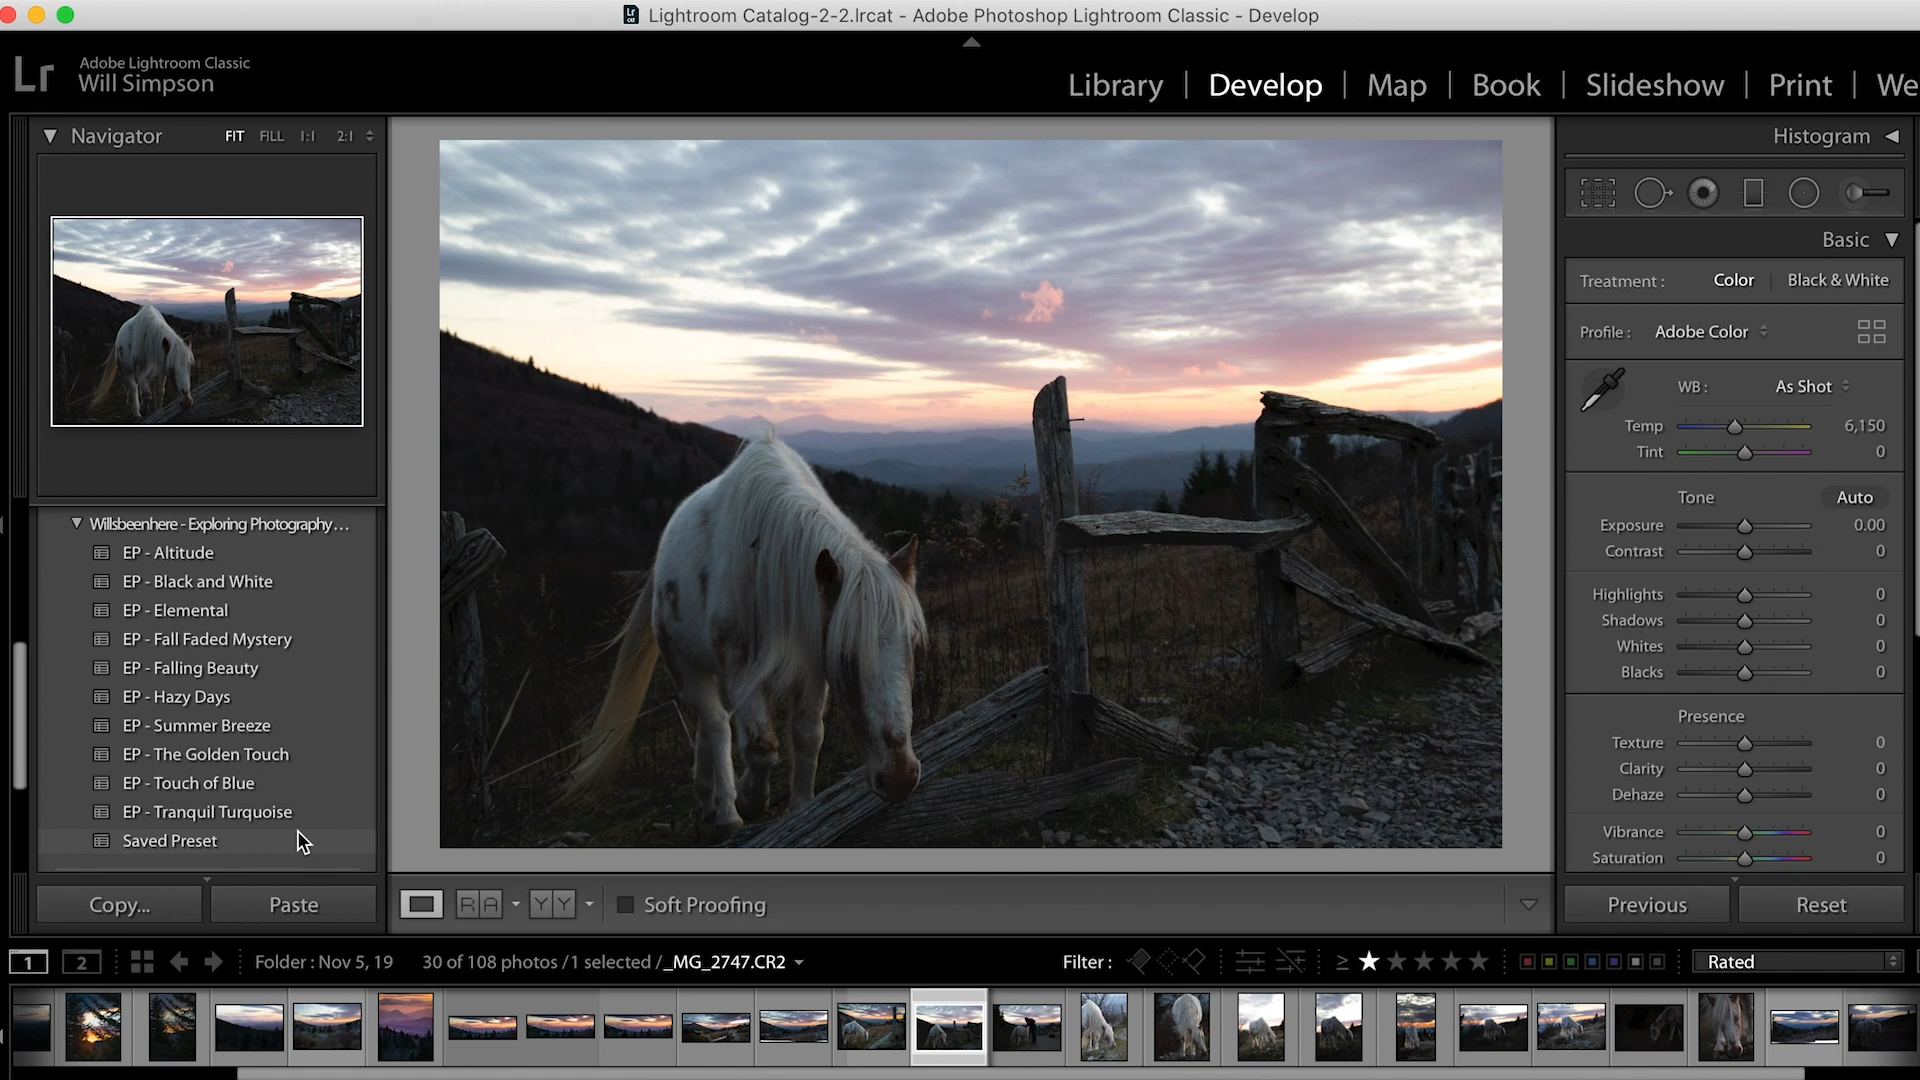 Lightroom Catalog-2-2.lrcat - Adobe Photoshop Lightroom Classic - Develop
Lr
Adobe Lightroom Classic
Will Simpson
Library | Develop | Map | Book | Slideshow | Print | We
Navigator FIT FILL 1:1 2:1
Willsbeenhere - Exploring Photography…
EP - Altitude
EP - Black and White
EP - Elemental
EP - Fall Faded Mystery
EP - Falling Beauty
EP - Hazy Days
EP - Summer Breeze
EP - The Golden Touch
EP - Touch of Blue
EP - Tranquil Turquoise
Saved Preset
Copy... Paste
Histogram
Basic
Treatment : Color Black & White
Profile : Adobe Color
WB : As Shot
Temp 6,150
Tint 0
Tone Auto
Exposure 0.00
Contrast 0
Highlights 0
Shadows 0
Whites 0
Blacks 0
Presence
Texture 0
Clarity 0
Dehaze 0
Vibrance 0
Saturation 0
Previous Reset
R A Y Y Soft Proofing
1 2 Folder : Nov 5, 19 30 of 108 photos /1 selected /_MG_2747.CR2 Filter : ≥ Rated